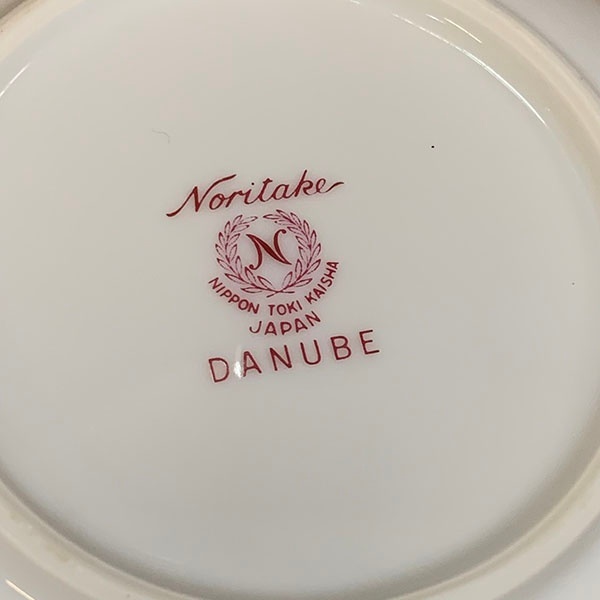 Noritake
N
NIPPON TOKI KAISHA
JAPAN
DANUBE